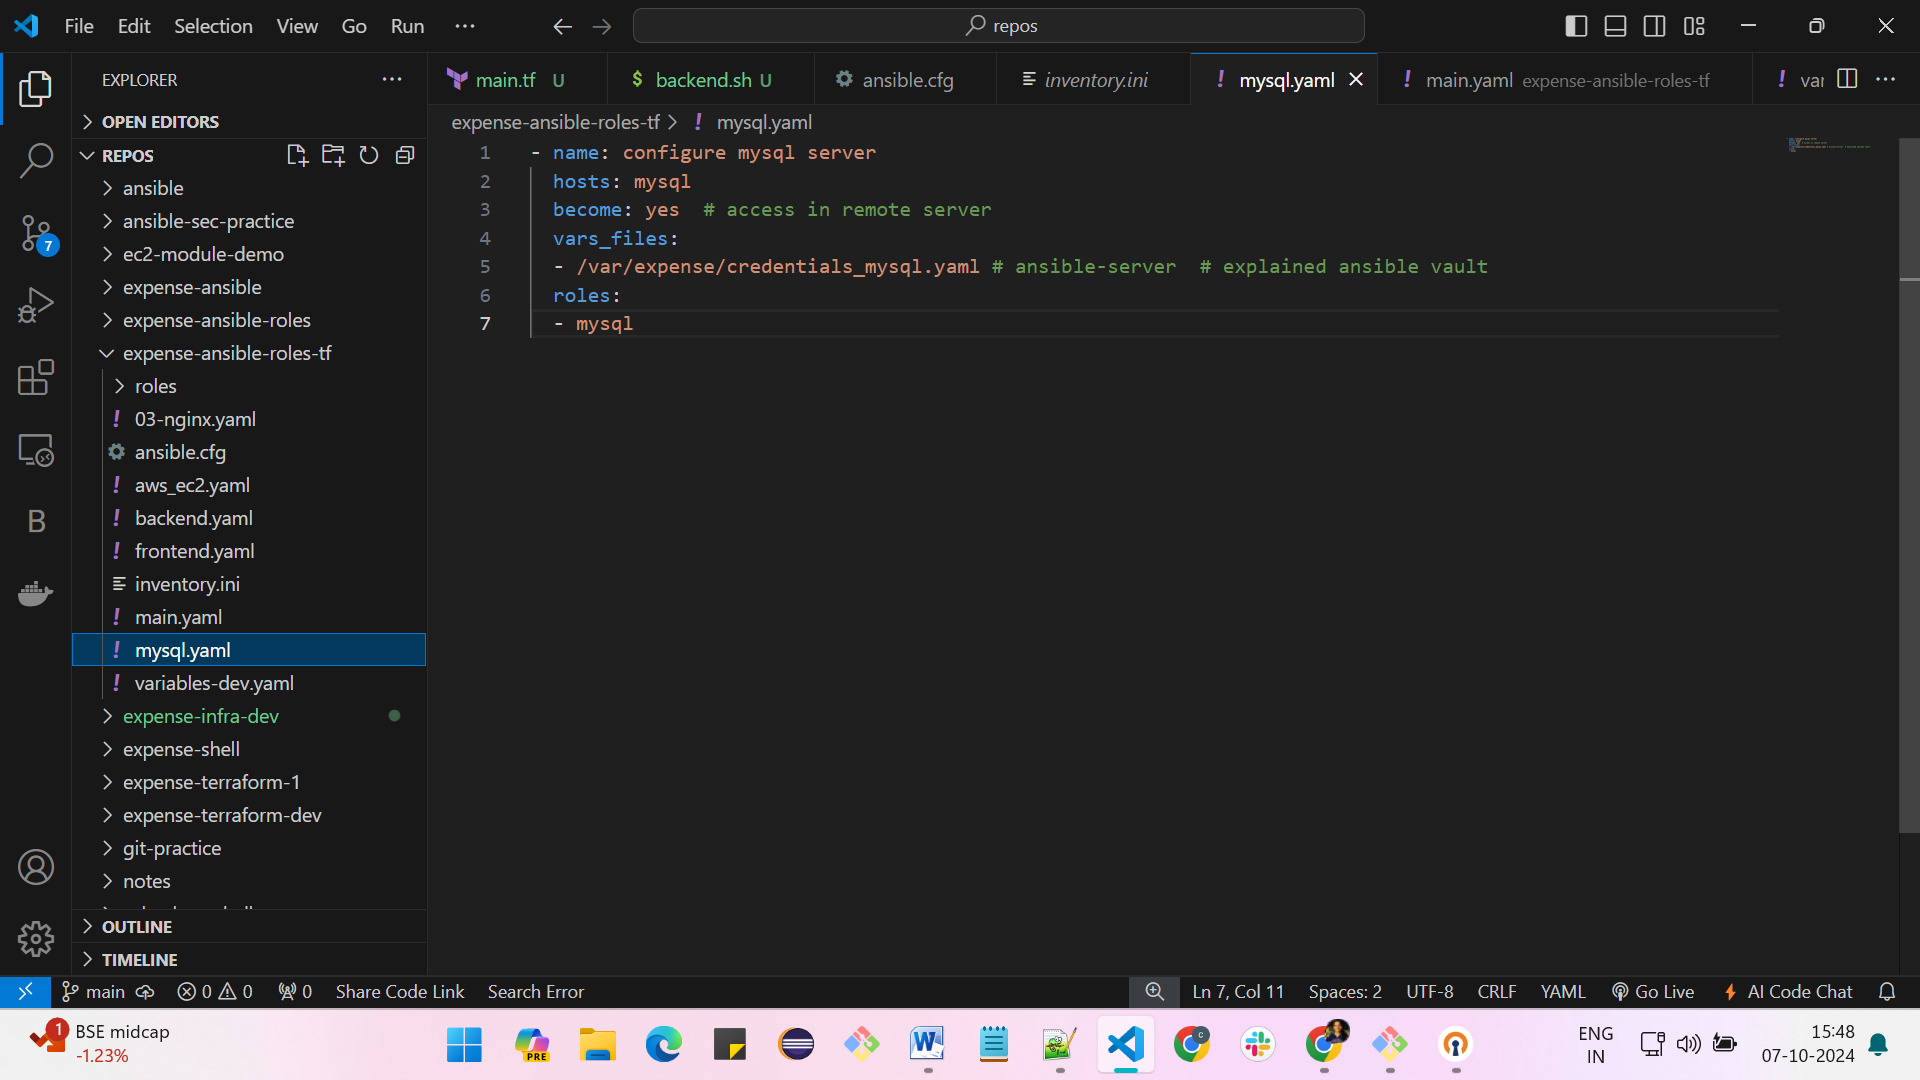 File Edit Selection View Go Run ··· repos
EXPLORER ···
main.tf U
backend.sh U
ansible.cfg
inventory.ini
! mysql.yaml
! main.yaml expense-ansible-roles-tf
! var
OPEN EDITORS
REPOS
ansible
ansible-sec-practice
7
ec2-module-demo
expense-ansible
expense-ansible-roles
expense-ansible-roles-tf
roles
! 03-nginx.yaml
ansible.cfg
! aws_ec2.yaml
! backend.yaml
! frontend.yaml
inventory.ini
! main.yaml
! mysql.yaml
! variables-dev.yaml
expense-infra-dev
expense-shell
expense-terraform-1
expense-terraform-dev
git-practice
notes
OUTLINE
TIMELINE
B
expense-ansible-roles-tf > ! mysql.yaml
1 - name: configure mysql server
2 hosts: mysql
3 become: yes # access in remote server
4 vars_files:
5 - /var/expense/credentials_mysql.yaml # ansible-server # explained ansible vault
6 roles:
7 - mysql
main 0 0 0 Share Code Link Search Error Ln 7, Col 11 Spaces: 2 UTF-8 CRLF YAML Go Live AI Code Chat
1
BSE midcap
-1.23%
PRE
W
C
ENG
IN
15:48
07-10-2024